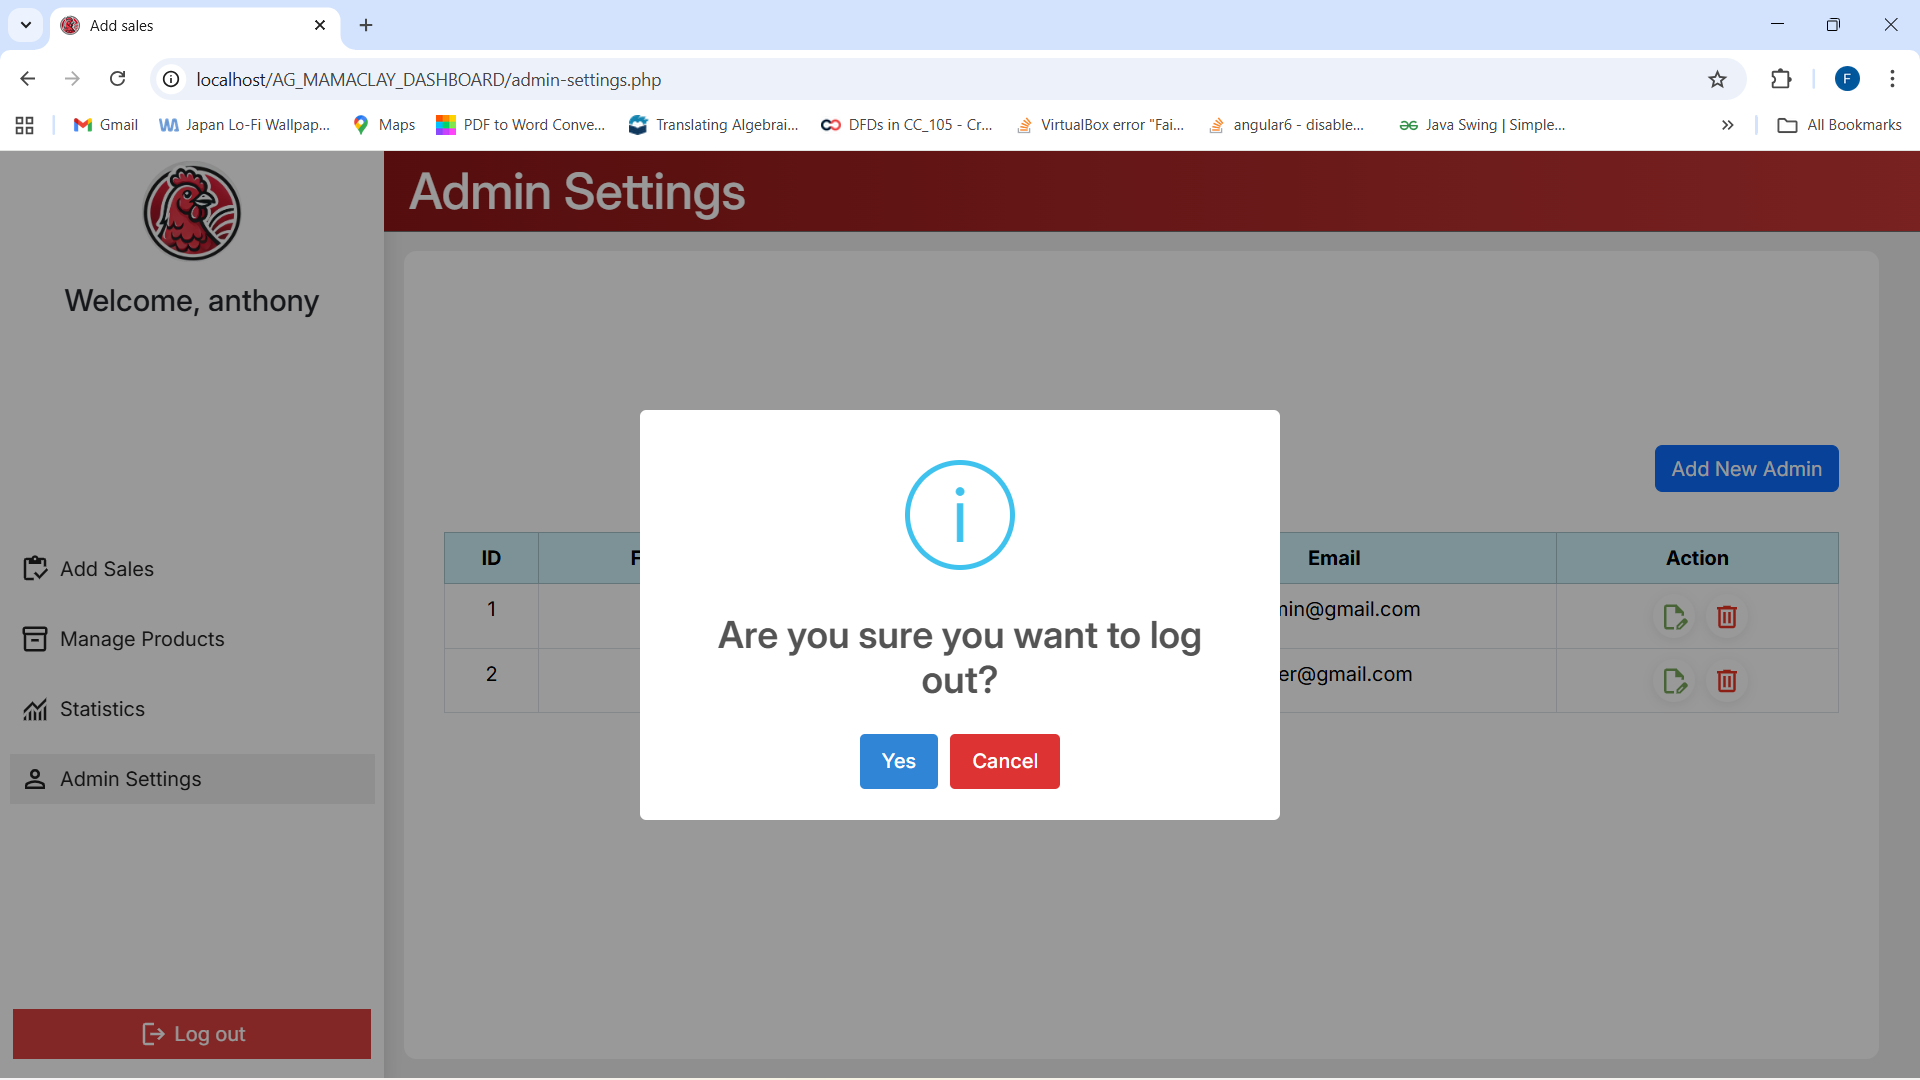 Add sales
localhost/AG_MAMACLAY_DASHBOARD/admin-settings.php
F
Gmail
Japan Lo-Fi Wallpap...
Maps
PDF to Word Conve...
Translating Algebrai...
DFDs in CC_105 - Cr...
VirtualBox error "Fai...
angular6 - disable...
Java Swing | Simple...
All Bookmarks
Admin Settings
Welcome, anthony
Add Sales
Manage Products
Statistics
Admin Settings
Log out
Add New Admin
ID F Email Action
1 min@gmail.com
2 er@gmail.com
i
Are you sure you want to log
out?
Yes
Cancel